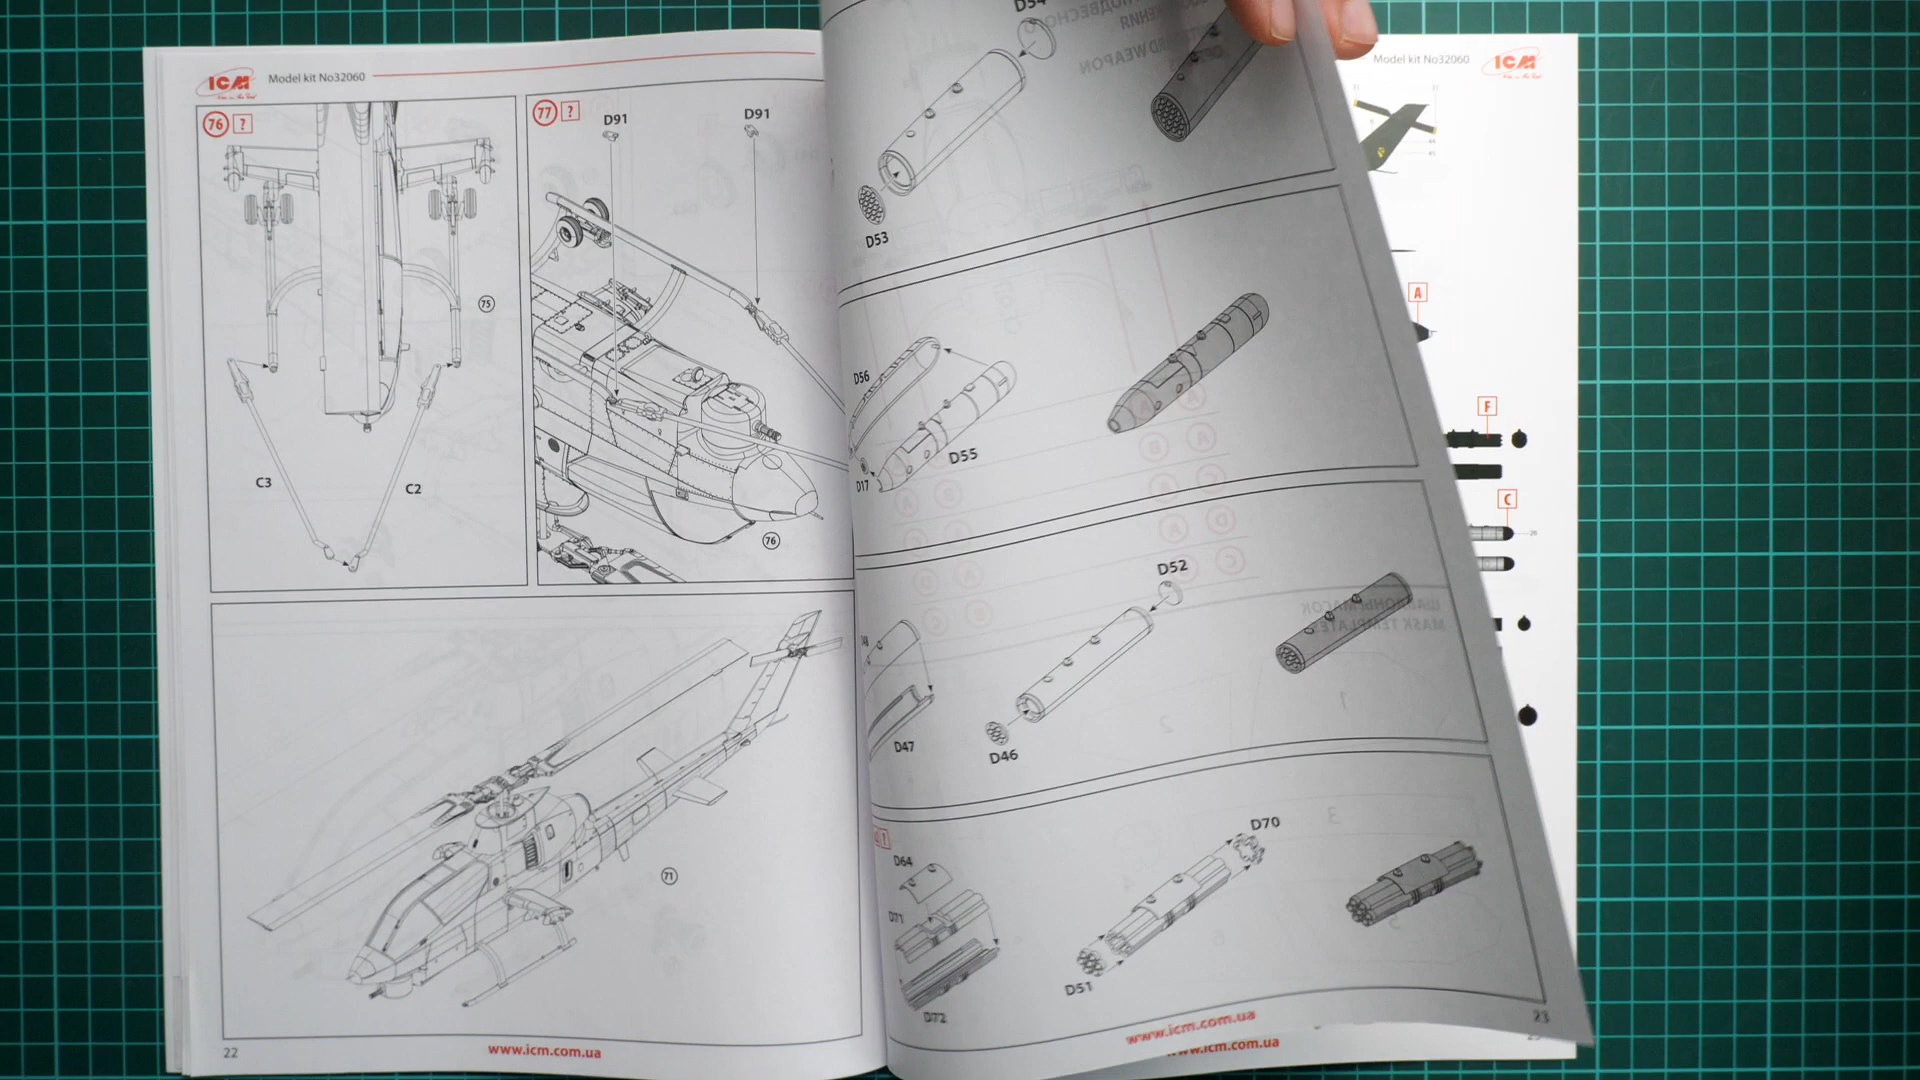 ICM
Model kit No32060
76 ?
75
C3
C2
77 ?
D91
D91
76
71
22
www.icm.com.ua
D54
D53
D56
D55
D17
D52
D47
D46
?
D64
D70
D71
D51
D72
www.icm.com.ua
23
Model kit No32060
ICM
A
F
C
www.icm.com.ua